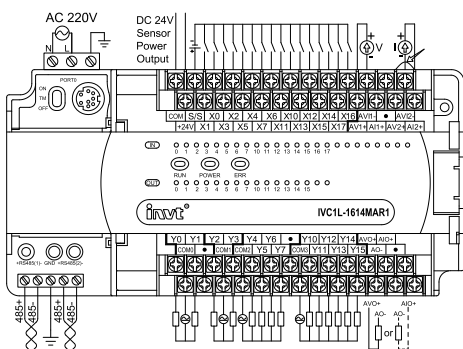 AC 220V
N L
DC 24V
Sensor
Power
Output
V
I
PORT0
ON
TM
OFF
COM S/S X0 X2 X4 X6 X10 X12 X14 X16 AVI1- • AVI2-
+24V X1 X3 X5 X7 X11 X13 X15 X17 AV1+ AI1+ AV2+ AI2+
IN
0 1 2 3 4 5 6 7 10 11 12 13 14 15 16 17
RUN POWER ERR
OUT
0 1 2 3 4 5 6 7 10 11 12 13 14 15
invt IVC1L-1614MAR1
Y0 Y1 Y2 Y3 Y4 Y6 • Y10 Y12 Y14 AVO+ AIO+
COM0 • COM1 COM2 Y5 Y7 COM3 Y11 Y13 Y15 AO- •
+RS485(1)- GND +RS485(2)-
485+
485-
485+
485-
AVO+ AIO+
AO- AO-
or